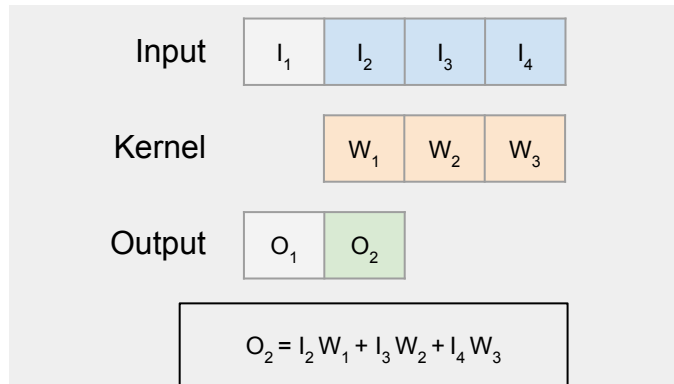 Input I₁ I₂ I₃ I₄
Kernel W₁ W₂ W₃
Output O₁ O₂
O₂ = I₂ W₁ + I₃ W₂ + I₄ W₃